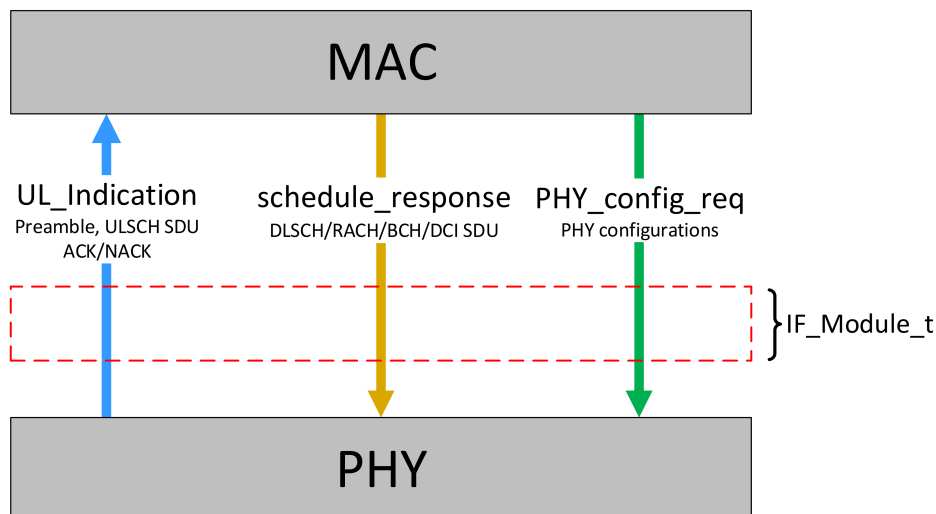 MAC
UL_Indication
Preamble, ULSCH SDU
ACK/NACK
schedule_response
DLSCH/RACH/BCH/DCI SDU
PHY_config_req
PHY configurations
IF_Module_t
PHY